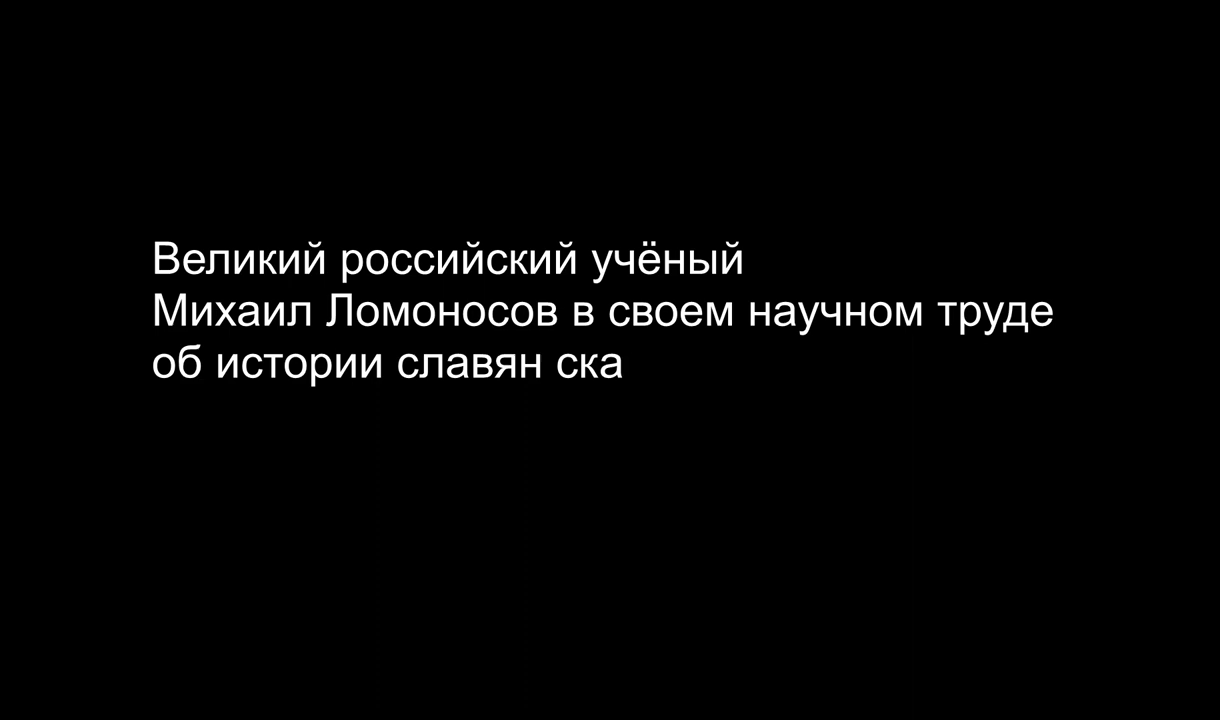 Великий российский учёный
Михаил Ломоносов в своем научном труде
об истории славян ска